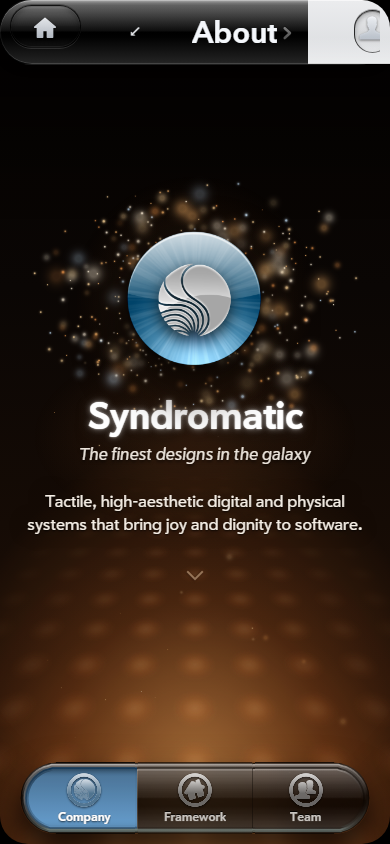 About
Syndromatic
The finest designs in the galaxy
Tactile, high-aesthetic digital and physical
systems that bring joy and dignity to software.
Company Framework Team